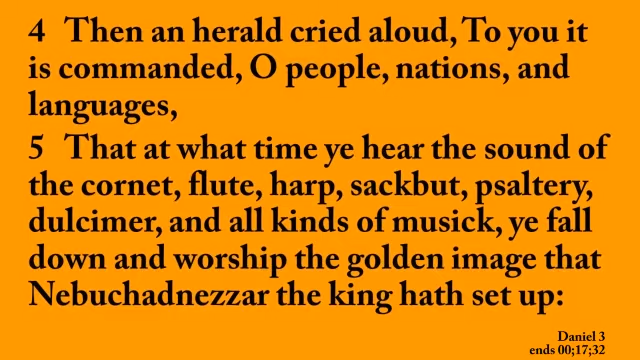 4 Then an herald cried aloud, To you it
is commanded, O people, nations, and
languages,
5 That at what time ye hear the sound of
the cornet, flute, harp, sackbut, psaltery,
dulcimer, and all kinds of musick, ye fall
down and worship the golden image that
Nebuchadnezzar the king hath set up:
Daniel 3
ends 00;17;32